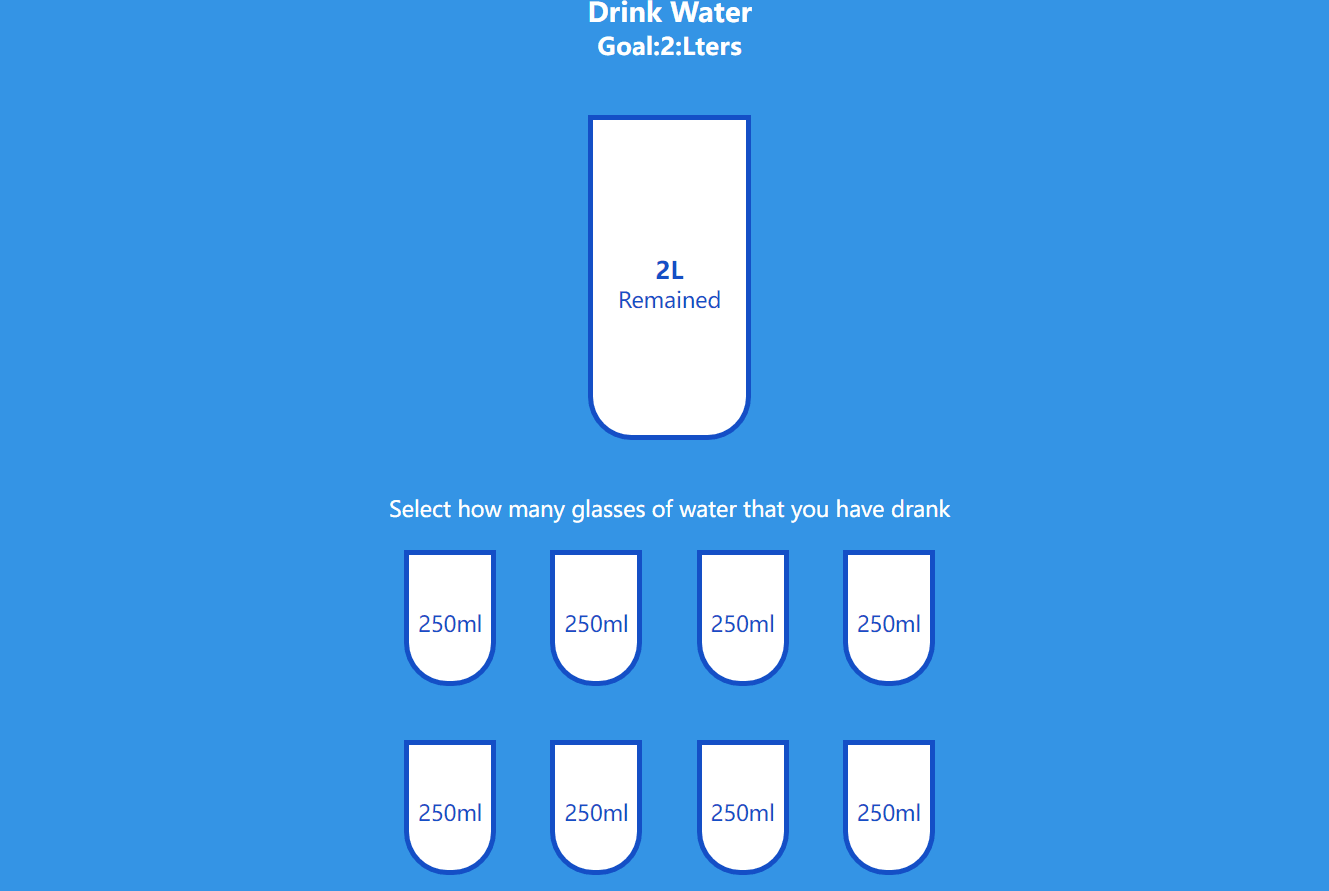 Drink Water
Goal:2:Lters
2L
Remained
Select how many glasses of water that you have drank
250ml 250ml 250ml 250ml
250ml 250ml 250ml 250ml